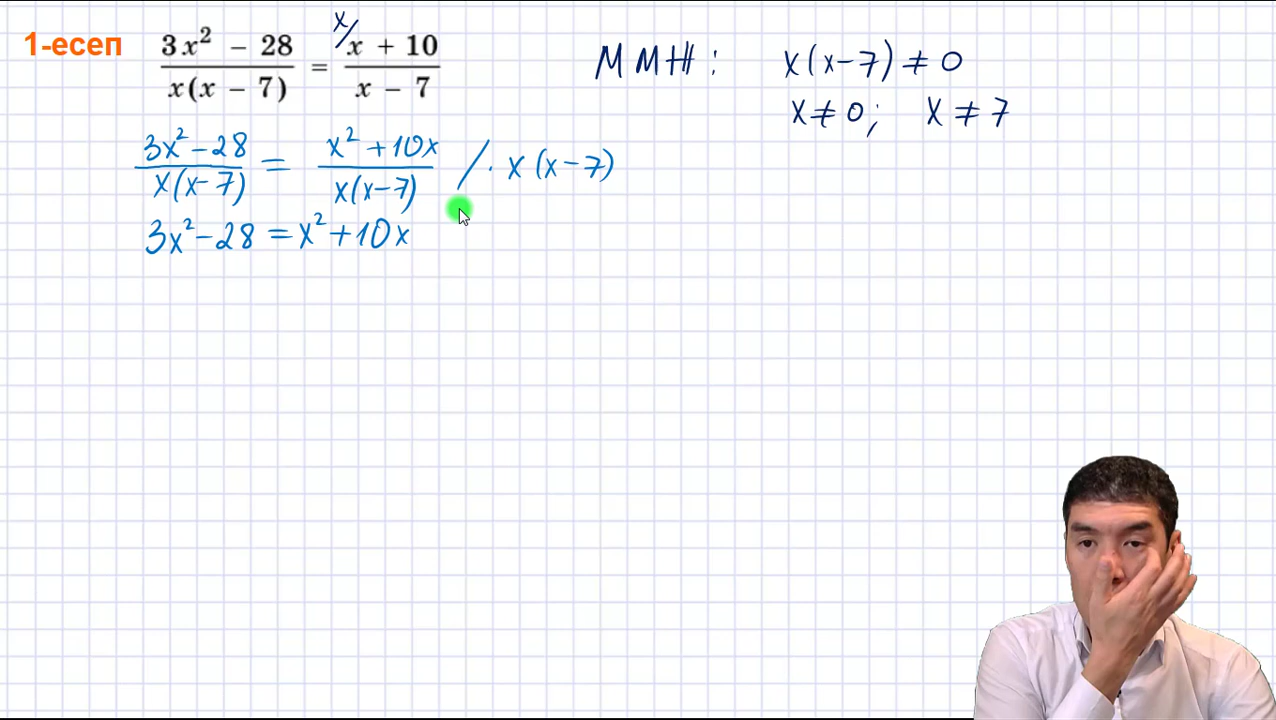 1-есеп
3x² − 28 / x(x − 7) = x/ x + 10 / x − 7
ММЖ: x(x−7) ≠ 0
x ≠ 0; x ≠ 7
3x²−28 / x(x−7) = x²+10x / x(x−7) /· x(x−7)
3x²−28 = x²+10x